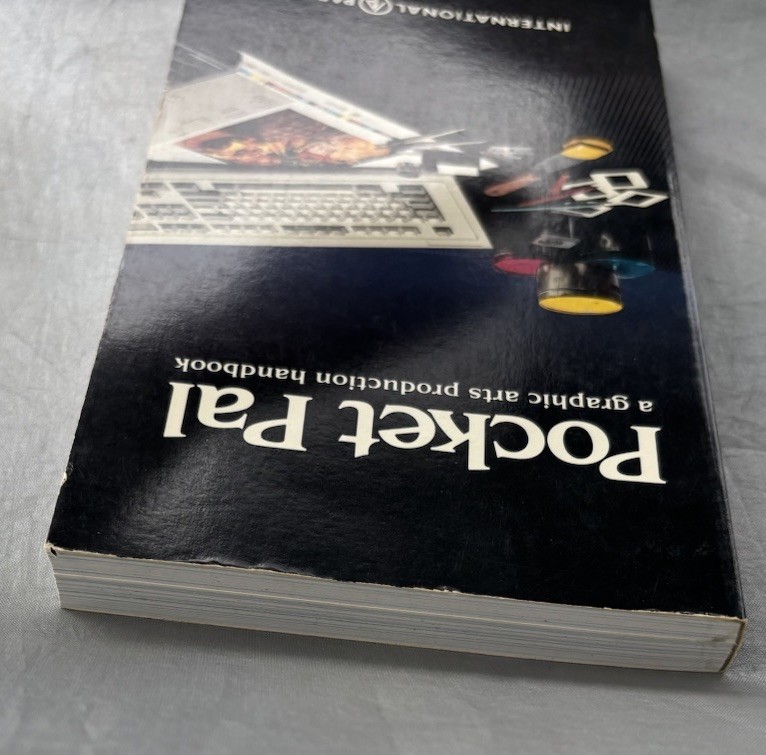 Pocket Pal
a graphic arts production handbook
INTERNATIONAL